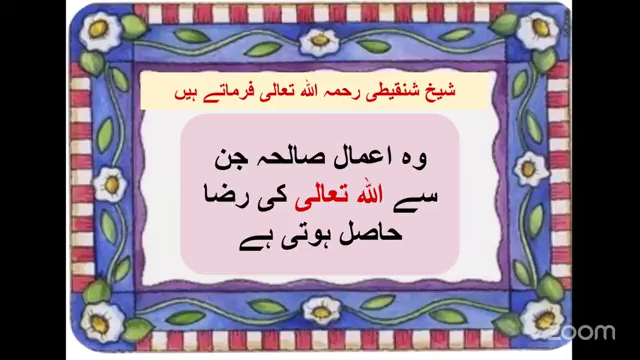 شیخ شنقیطی رحمہ اللہ تعالی فرماتے ہیں
وہ اعمال صالحہ جن
سے اللہ تعالی کی رضا
حاصل ہوتی ہے
zoom